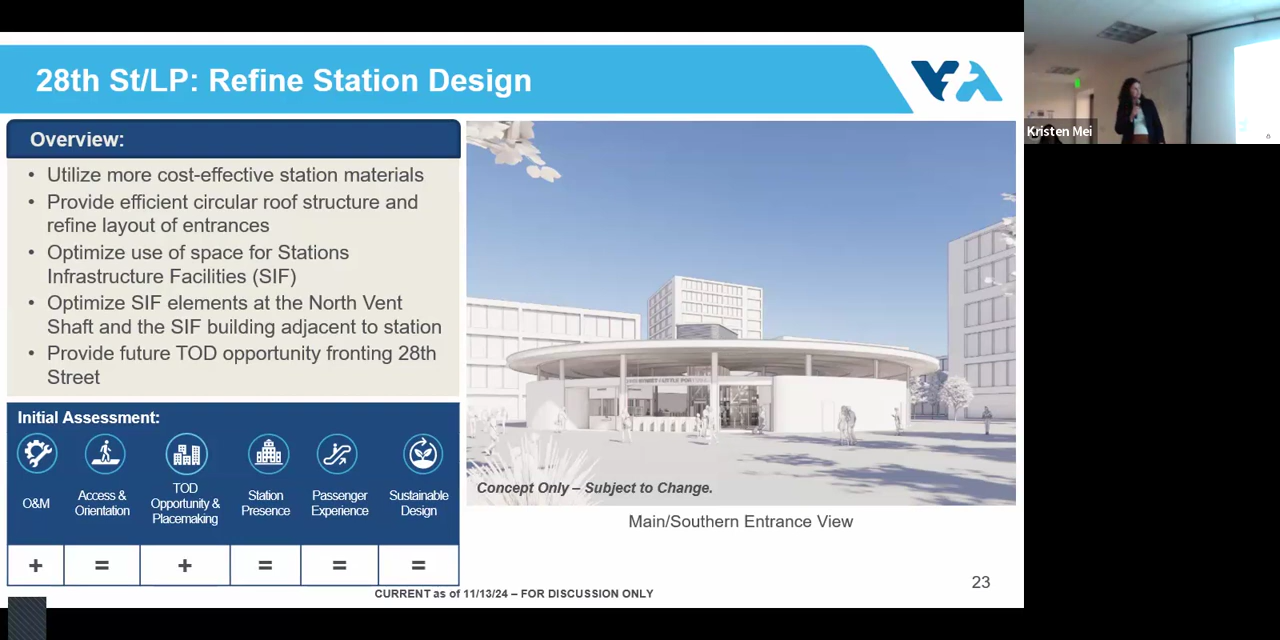 28th St/LP: Refine Station Design
VTA
Kristen Mei
Overview:
• Utilize more cost-effective station materials
• Provide efficient circular roof structure and
refine layout of entrances
• Optimize use of space for Stations
Infrastructure Facilities (SIF)
• Optimize SIF elements at the North Vent
Shaft and the SIF building adjacent to station
• Provide future TOD opportunity fronting 28th
Street
Initial Assessment:
O&M
Access &
Orientation
TOD
Opportunity &
Placemaking
Station
Presence
Passenger
Experience
Sustainable
Design
+ = + = = =
Concept Only – Subject to Change.
Main/Southern Entrance View
23
CURRENT as of 11/13/24 – FOR DISCUSSION ONLY